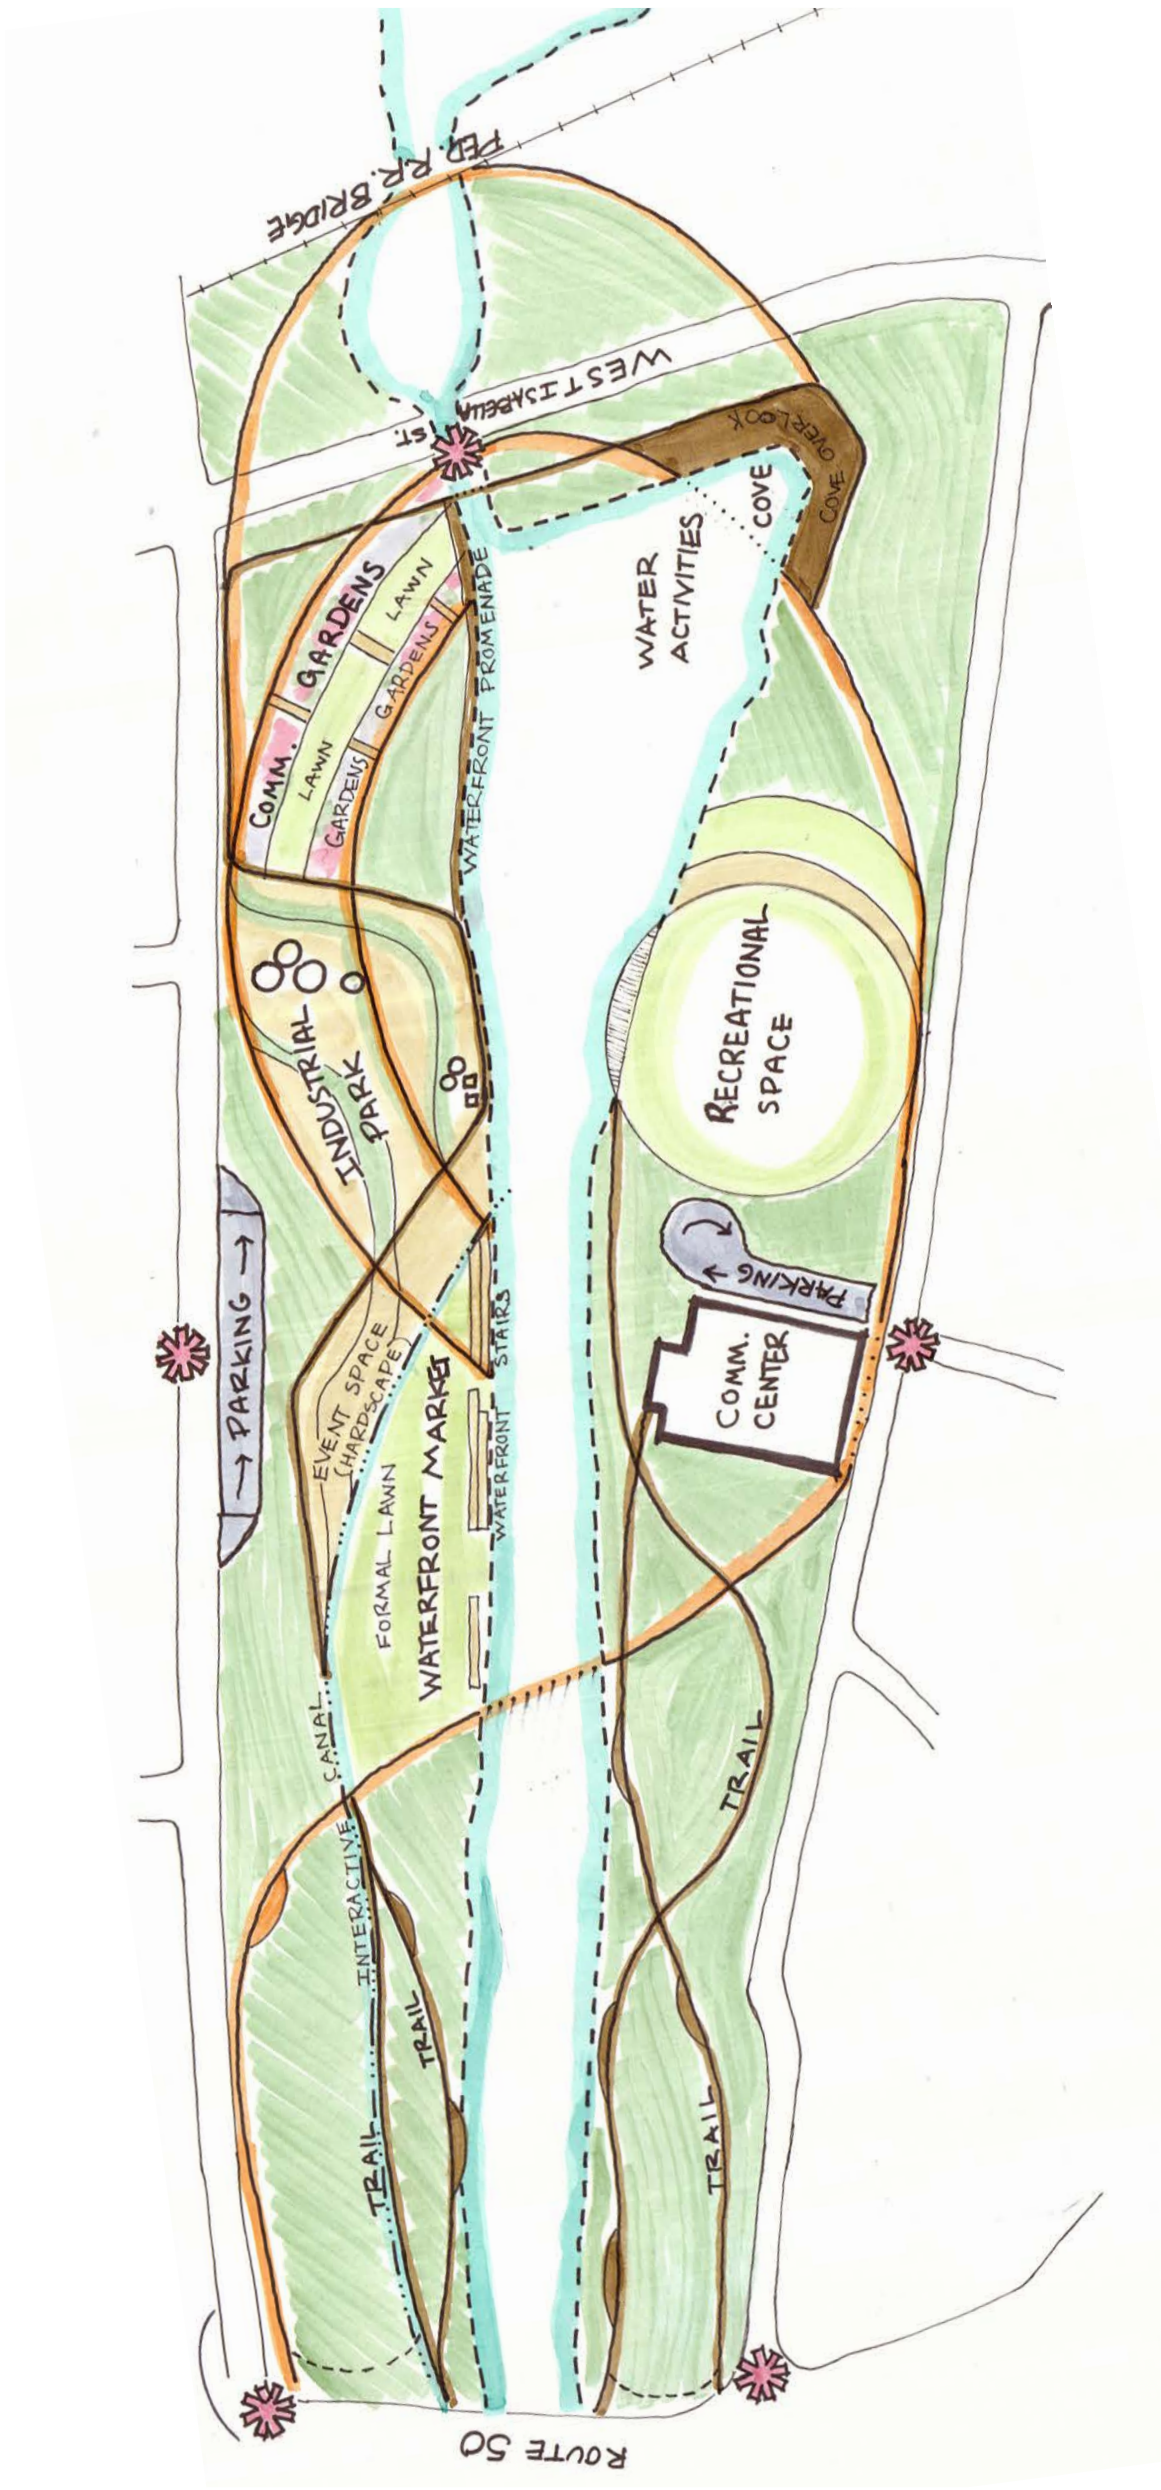 PED. R.R. BRIDGE
WEST ISABELLA
ST.
COVE OVERLOOK
COVE
WATER
ACTIVITIES
WATERFRONT PROMENADE
COMM. GARDENS
LAWN
LAWN
GARDENS
GARDENS
INDUSTRIAL
PARK
RECREATIONAL
SPACE
PARKING
PARKING
COMM.
CENTER
EVENT SPACE
(HARDSCAPE)
FORMAL LAWN
WATERFRONT MARKET
WATERFRONT STAIRS
INTERACTIVE CANAL
TRAIL
TRAIL
TRAIL
TRAIL
ROUTE 50